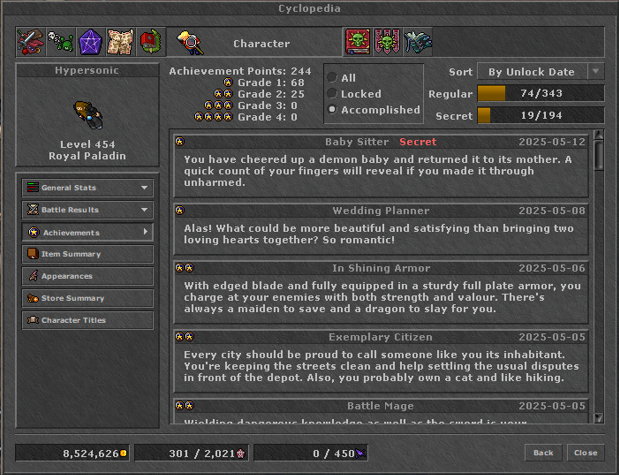 Cyclopedia
Character
Hypersonic
Level 454
Royal Paladin
General Stats
Battle Results
Achievements
Item Summary
Appearances
Store Summary
Character Titles
Achievement Points: 244
Grade 1: 68
Grade 2: 25
Grade 3: 0
Grade 4: 0
All
Locked
Accomplished
Sort By Unlock Date
Regular 74/343
Secret 19/194
Baby Sitter Secret 2025-05-12
You have cheered up a demon baby and returned it to its mother. A
quick count of your fingers will reveal if you made it through
unharmed.
Wedding Planner 2025-05-08
Alas! What could be more beautiful and satisfying than bringing two
loving hearts together? So romantic!
In Shining Armor 2025-05-06
With edged blade and fully equipped in a sturdy full plate armor, you
charge at your enemies with both strength and valour. There's
always a maiden to save and a dragon to slay for you.
Exemplary Citizen 2025-05-05
Every city should be proud to call someone like you its inhabitant.
You're keeping the streets clean and help settling the usual disputes
in front of the depot. Also, you probably own a cat and like hiking.
Battle Mage 2025-05-05
Wielding dangerous knowledge as well as the sword is your
8,524,626
301 / 2,021
0 / 450
Back
Close